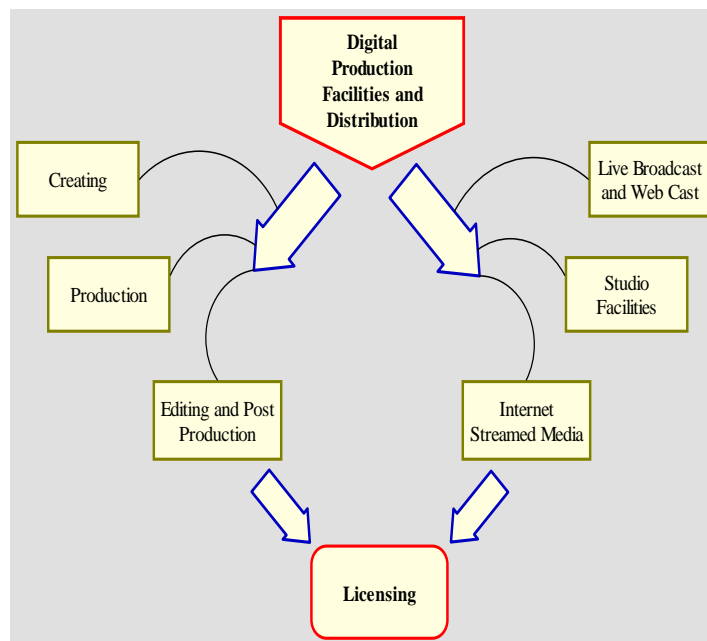 Digital
Production
Facilities and
Distribution
Creating
Live Broadcast
and Web Cast
Production
Studio
Facilities
Editing and Post
Production
Internet
Streamed Media
Licensing